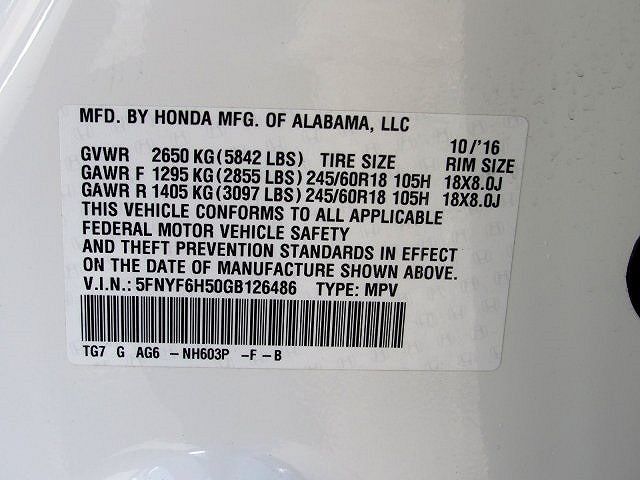 MFD. BY HONDA MFG. OF ALABAMA, LLC
10/'16
GVWR 2650 KG(5842 LBS) TIRE SIZE RIM SIZE
GAWR F 1295 KG(2855 LBS) 245/60R18 105H 18X8.0J
GAWR R 1405 KG(3097 LBS) 245/60R18 105H 18X8.0J
THIS VEHICLE CONFORMS TO ALL APPLICABLE
FEDERAL MOTOR VEHICLE SAFETY
AND THEFT PREVENTION STANDARDS IN EFFECT
ON THE DATE OF MANUFACTURE SHOWN ABOVE.
V.I.N.: 5FNYF6H50GB126486 TYPE: MPV
TG7 G AG6 -NH603P -F-B